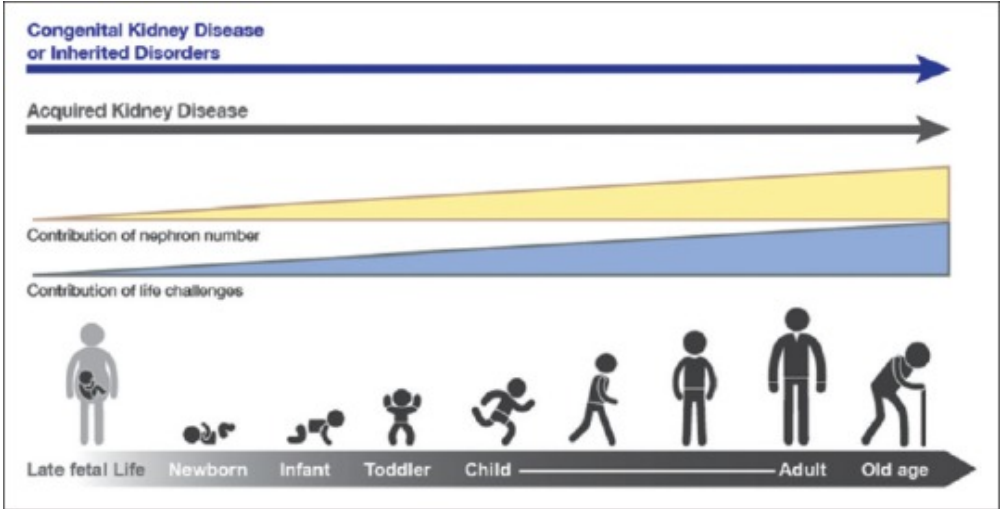 Congenital Kidney Disease
or Inherited Disorders
Acquired Kidney Disease
Contribution of nephron number
Contribution of life challenges
Late fetal Life Newborn Infant Toddler Child Adult Old age